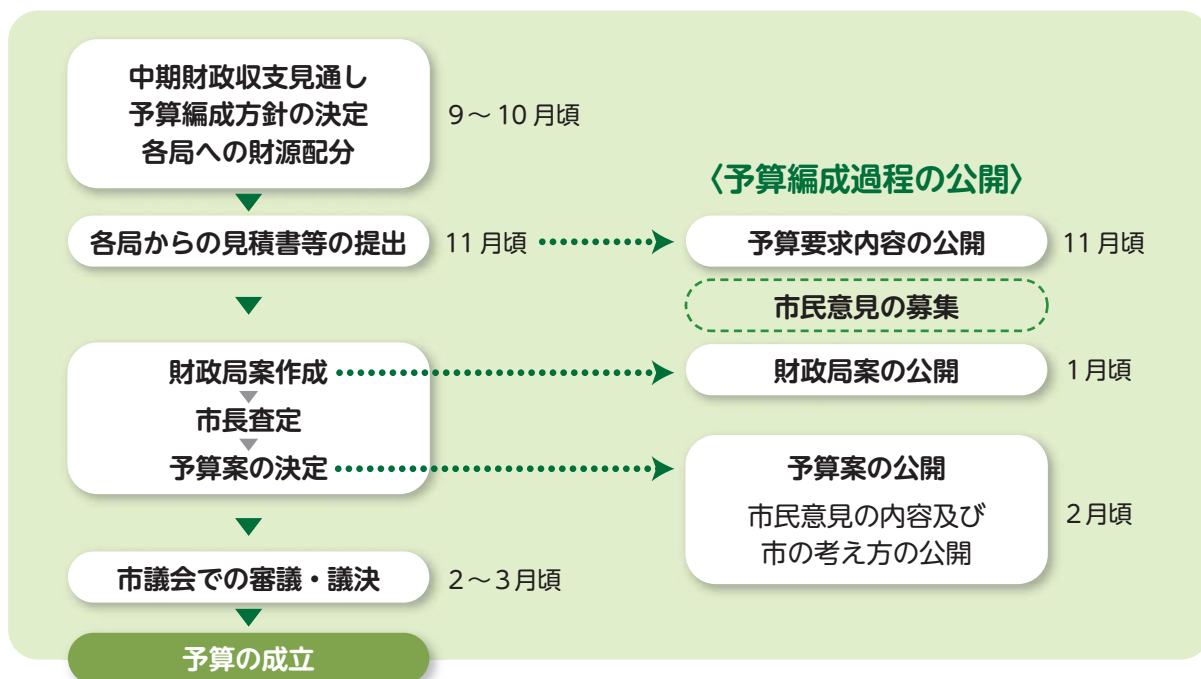 中期財政収支見通し
予算編成方針の決定
各局への財源配分
9～10月頃
〈予算編成過程の公開〉
各局からの見積書等の提出
11月頃
予算要求内容の公開
11月頃
市民意見の募集
財政局案作成
財政局案の公開
1月頃
市長査定
予算案の決定
予算案の公開
市民意見の内容及び
市の考え方の公開
2月頃
市議会での審議・議決
2～3月頃
予算の成立